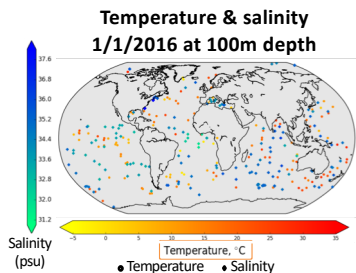 Temperature & salinity
1/1/2016 at 100m depth
37.6
36.8
36.0
35.2
34.4
33.6
32.8
32.0
31.2
Salinity
(psu)
−5 0 5 10 15 20 25 30 35
Temperature, °C
Temperature Salinity